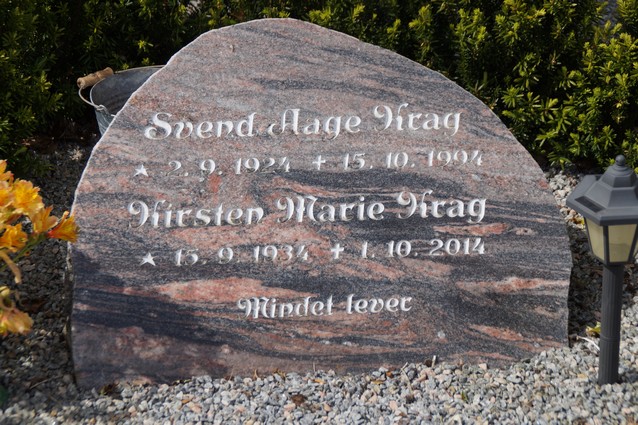 Svend Aage Krag
★ 2. 9. 1924 ✝ 15. 10. 1994
Kirsten Marie Krag
★ 15. 9. 1934 ✝ 1. 10. 2014
Mindet lever